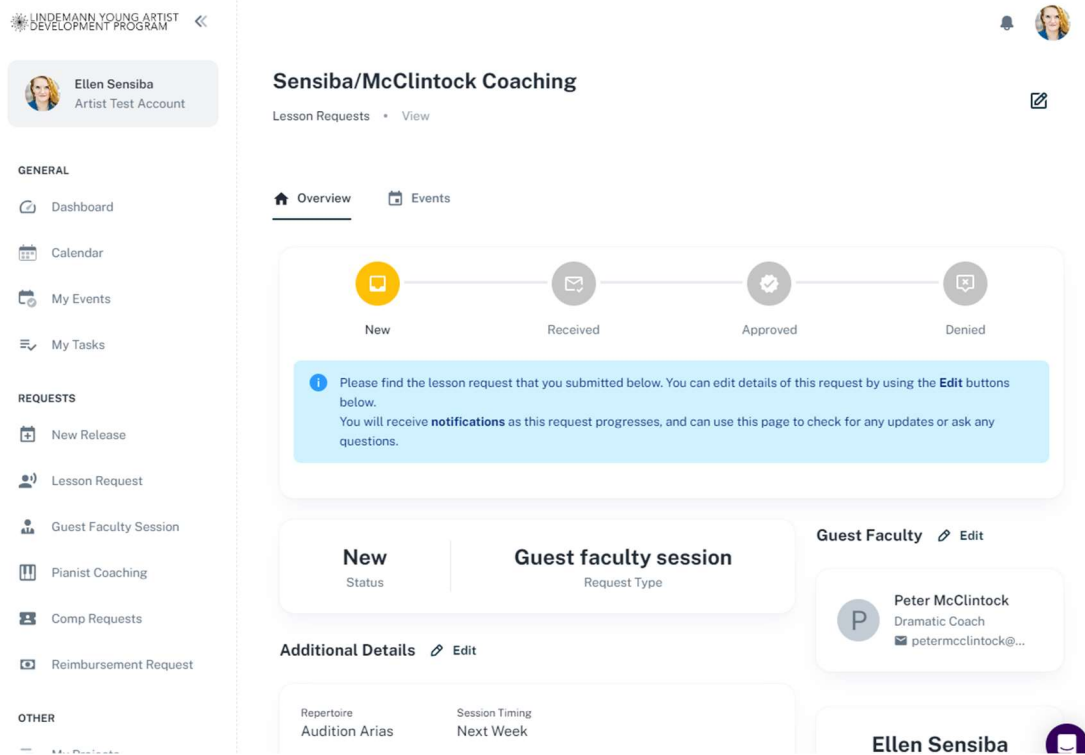 LINDEMANN YOUNG ARTIST
DEVELOPMENT PROGRAM
Ellen Sensiba
Artist Test Account
GENERAL
Dashboard
Calendar
My Events
My Tasks
REQUESTS
New Release
Lesson Request
Guest Faculty Session
Pianist Coaching
Comp Requests
Reimbursement Request
OTHER
My Projects
Sensiba/McClintock Coaching
Lesson Requests • View
Overview Events
New Received Approved Denied
Please find the lesson request that you submitted below. You can edit details of this request by using the Edit buttons
below.
You will receive notifications as this request progresses, and can use this page to check for any updates or ask any
questions.
New
Status
Guest faculty session
Request Type
Additional Details Edit
Repertoire
Audition Arias
Session Timing
Next Week
Guest Faculty Edit
P
Peter McClintock
Dramatic Coach
petermcclintock@...
Ellen Sensiba